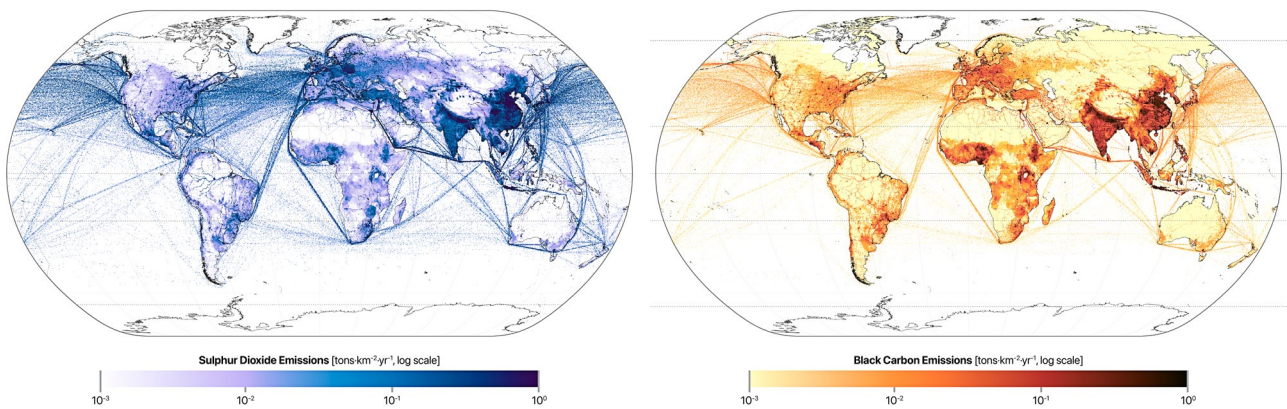 Sulphur Dioxide Emissions [tons·km⁻²·yr⁻¹, log scale]
10⁻³ 10⁻² 10⁻¹ 10⁰
Black Carbon Emissions [tons·km⁻²·yr⁻¹, log scale]
10⁻³ 10⁻² 10⁻¹ 10⁰